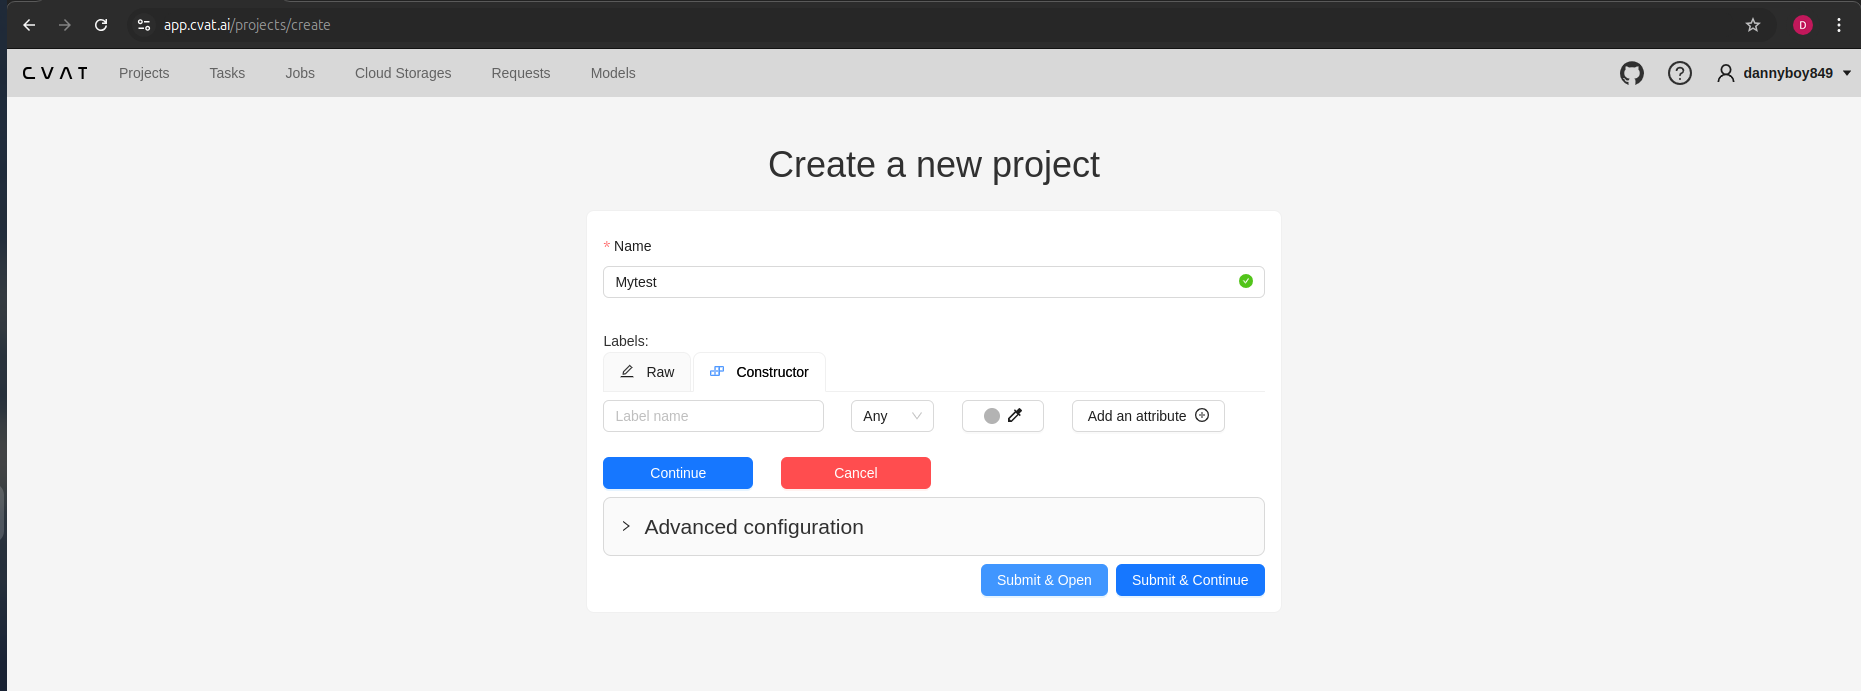 app.cvat.ai/projects/create
D
CVAT Projects Tasks Jobs Cloud Storages Requests Models dannyboy849
Create a new project
* Name
Mytest
Labels:
Raw Constructor
Label name Any Add an attribute
Continue Cancel
Advanced configuration
Submit & Open Submit & Continue